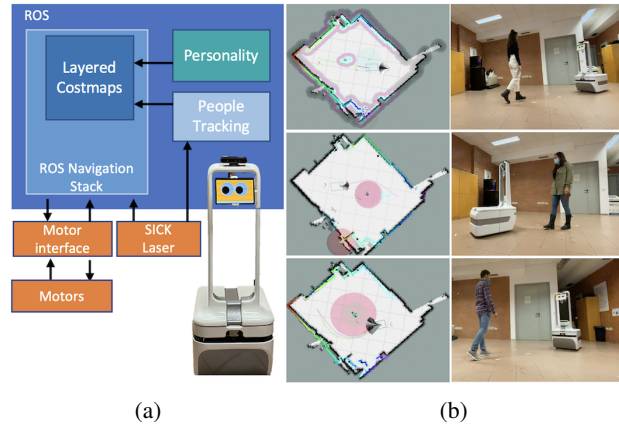 ROS
Layered
Costmaps
Personality
People
Tracking
ROS Navigation
Stack
Motor
interface
SICK
Laser
Motors
(a)
(b)